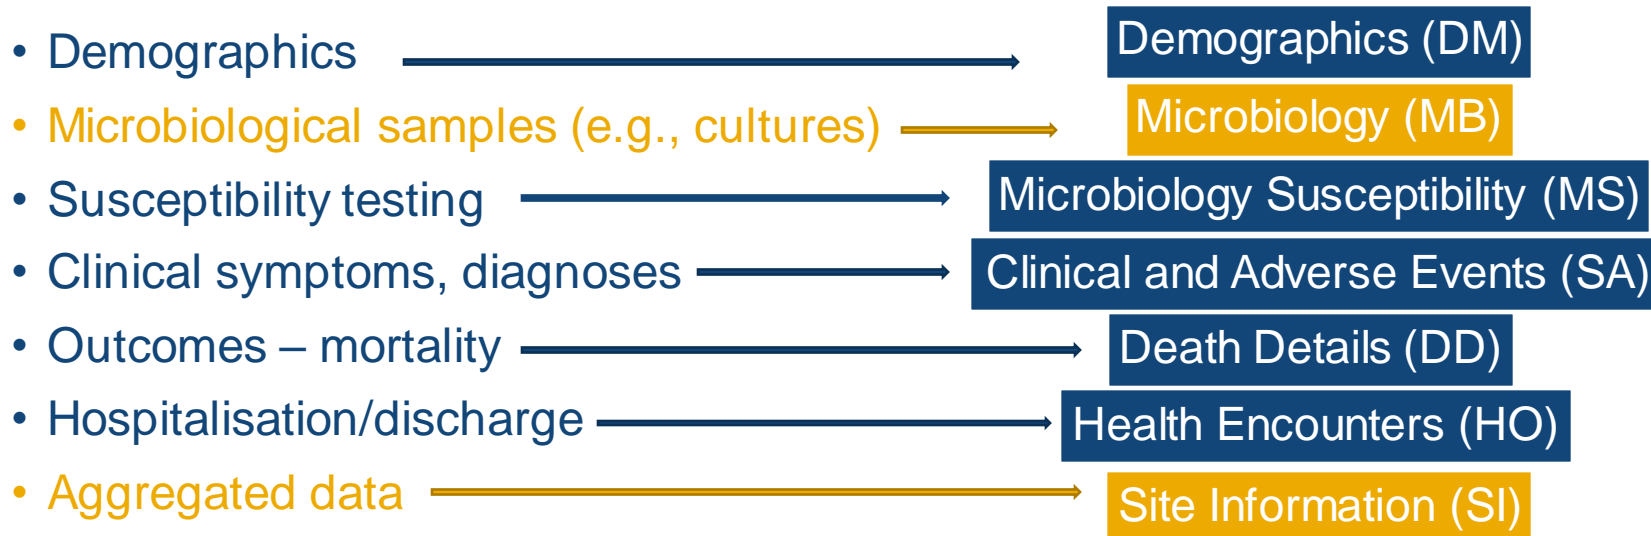 • Demographics
Demographics (DM)
• Microbiological samples (e.g., cultures)
Microbiology (MB)
• Susceptibility testing
Microbiology Susceptibility (MS)
• Clinical symptoms, diagnoses
Clinical and Adverse Events (SA)
• Outcomes – mortality
Death Details (DD)
• Hospitalisation/discharge
Health Encounters (HO)
• Aggregated data
Site Information (SI)